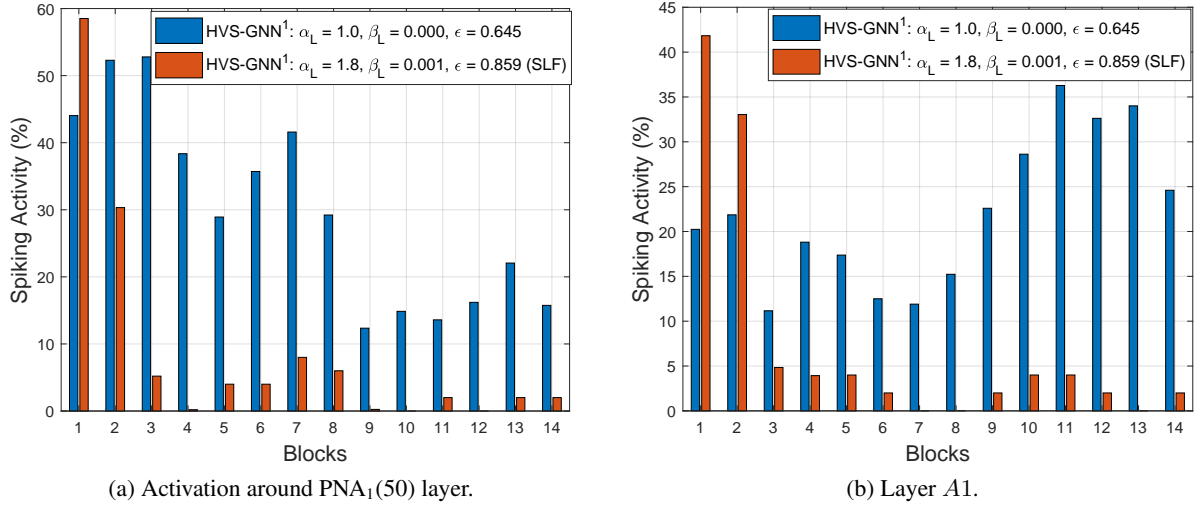 HVS-GNN¹: α_L = 1.0, β_L = 0.000, ϵ = 0.645
HVS-GNN¹: α_L = 1.8, β_L = 0.001, ϵ = 0.859 (SLF)
60
50
40
30
20
10
0
Spiking Activity (%)
1 2 3 4 5 6 7 8 9 10 11 12 13 14
Blocks
(a) Activation around PNA₁(50) layer.
HVS-GNN¹: α_L = 1.0, β_L = 0.000, ϵ = 0.645
HVS-GNN¹: α_L = 1.8, β_L = 0.001, ϵ = 0.859 (SLF)
45
40
35
30
25
20
15
10
5
0
Spiking Activity (%)
1 2 3 4 5 6 7 8 9 10 11 12 13 14
Blocks
(b) Layer A1.